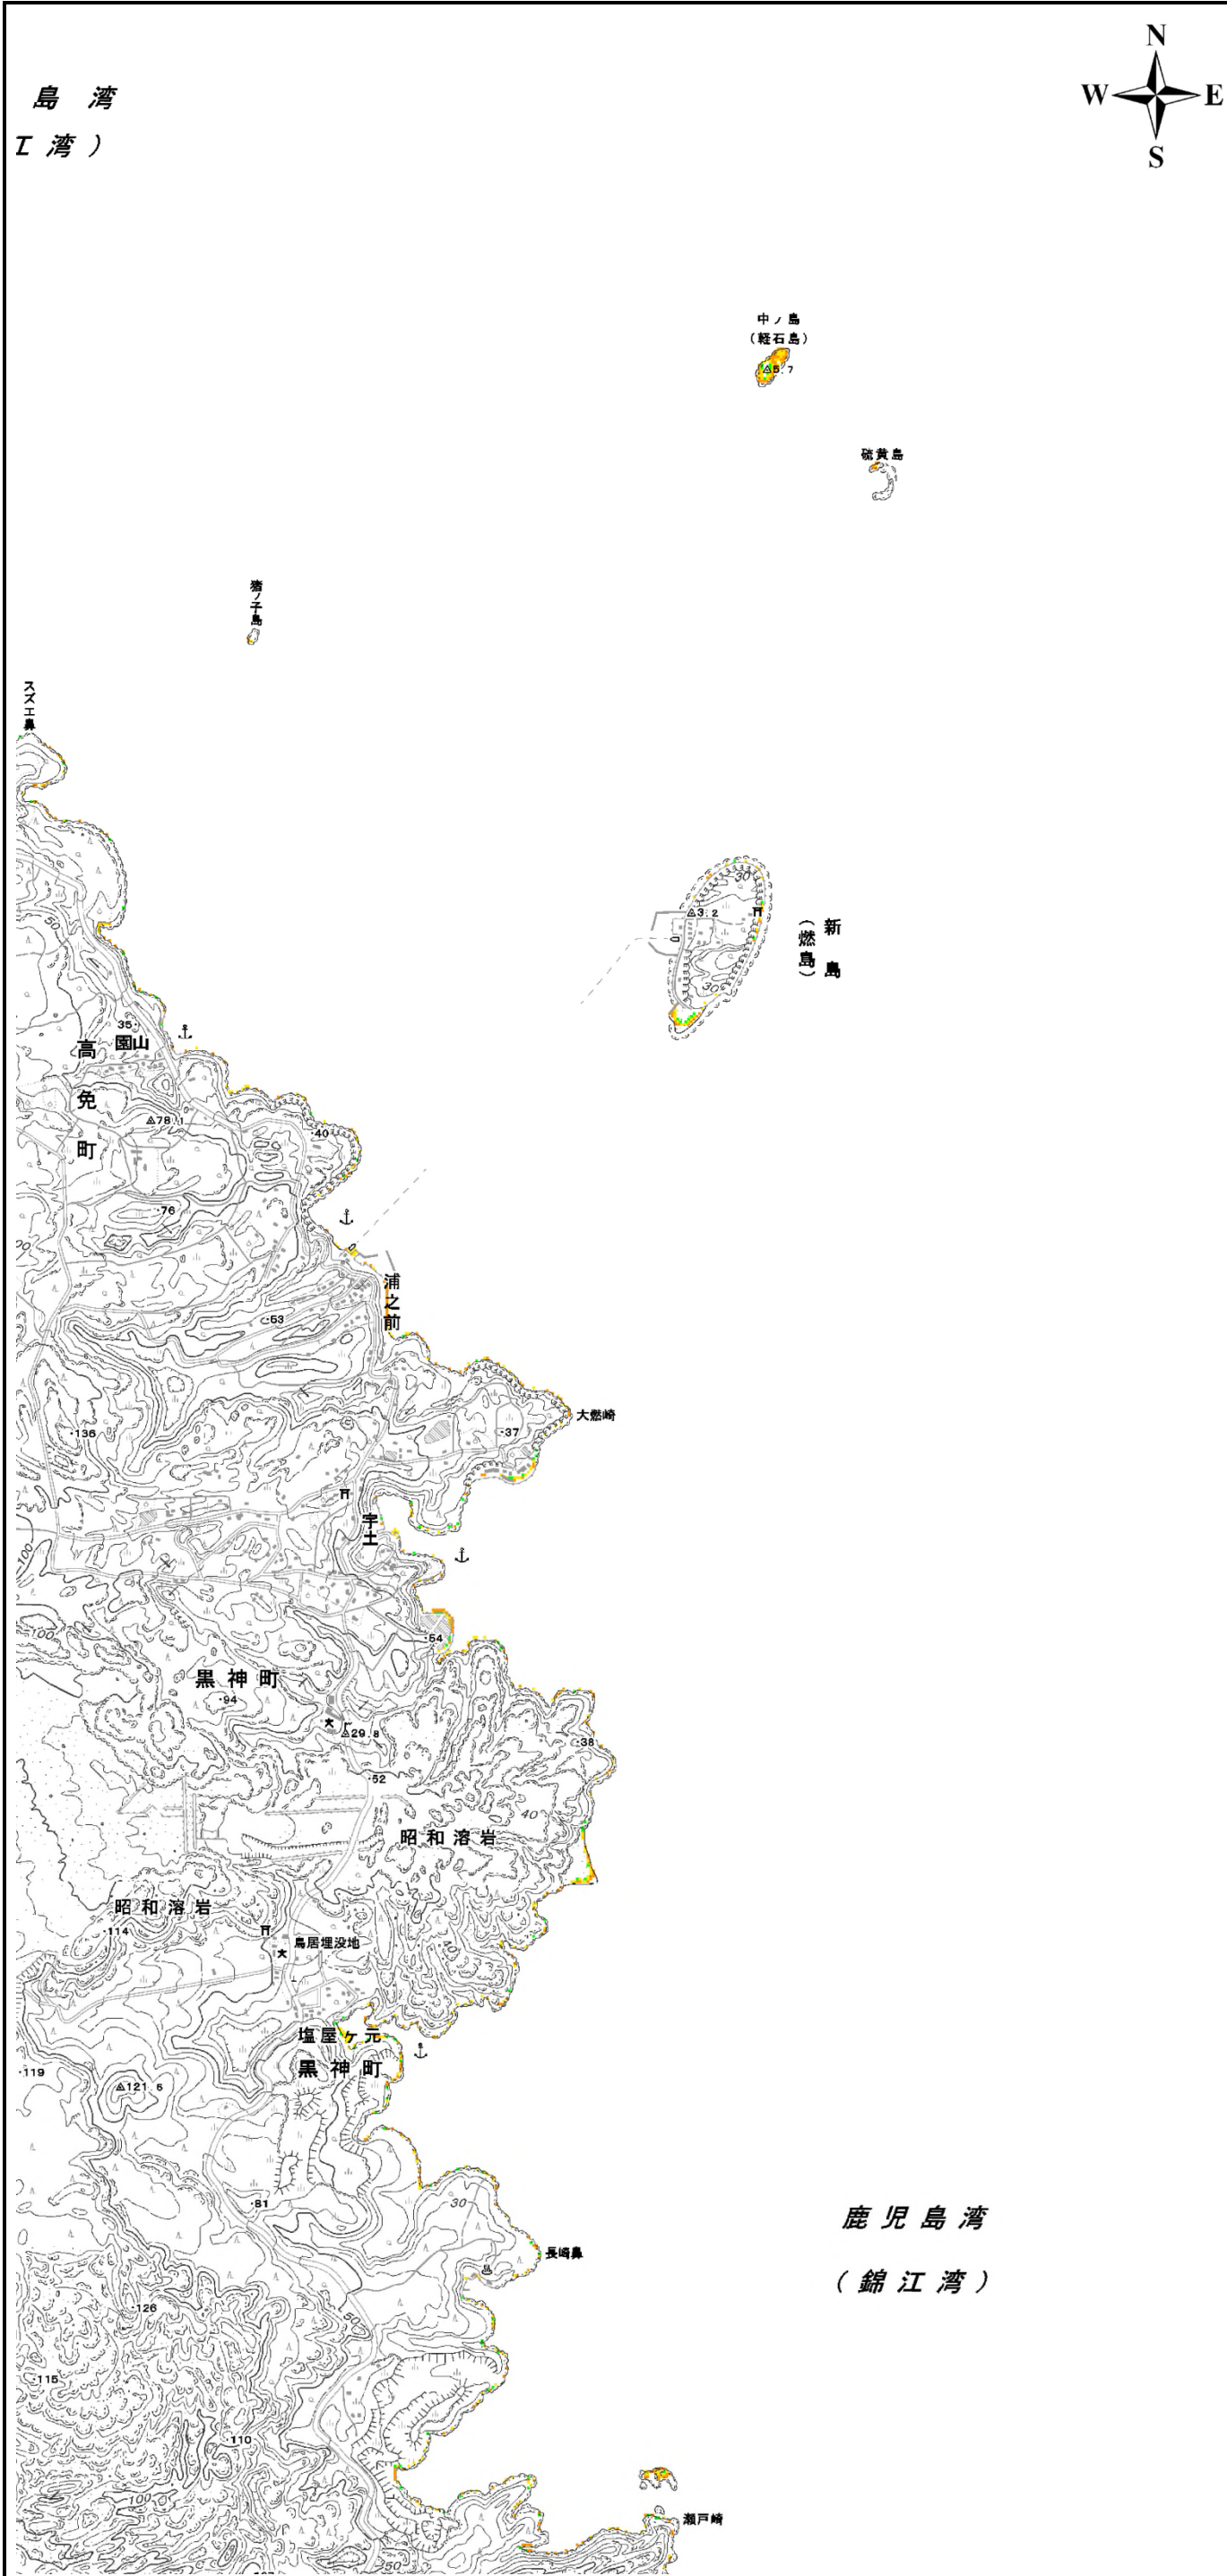 N
W E
S
島湾
江湾）
中ノ島
（軽石島）
△5.7
硫黄島
猪ノ子島
スズエ鼻
30
△3.2
新島
（燃島）
30
50
35
園山
高免町
△78.1
·40
·76
浦之前
·53
大燃崎
·136
·37
宇土
100
100
·54
黒神町
·94
△29.8
·38
·52
40
昭和溶岩
昭和溶岩
·114
鳥居埋没地
40
塩屋ケ元
黒神町
·119
△121.6
·81
30
鹿児島湾
長崎鼻
（錦江湾）
·126
50
·115
·110
100
瀬戸崎
50